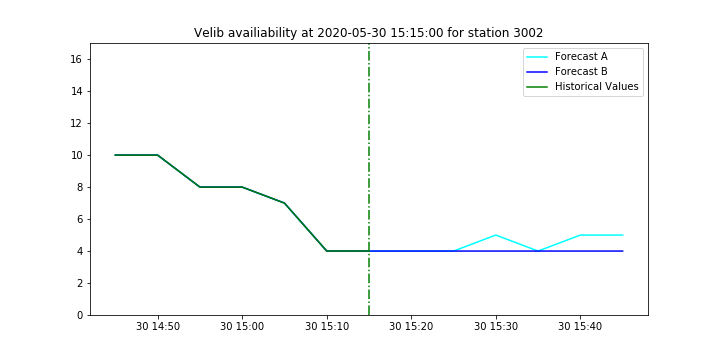 Velib availiability at 2020-05-30 15:15:00 for station 3002
Forecast A
Forecast B
Historical Values
16
14
12
10
8
6
4
2
0
30 14:50 30 15:00 30 15:10 30 15:20 30 15:30 30 15:40